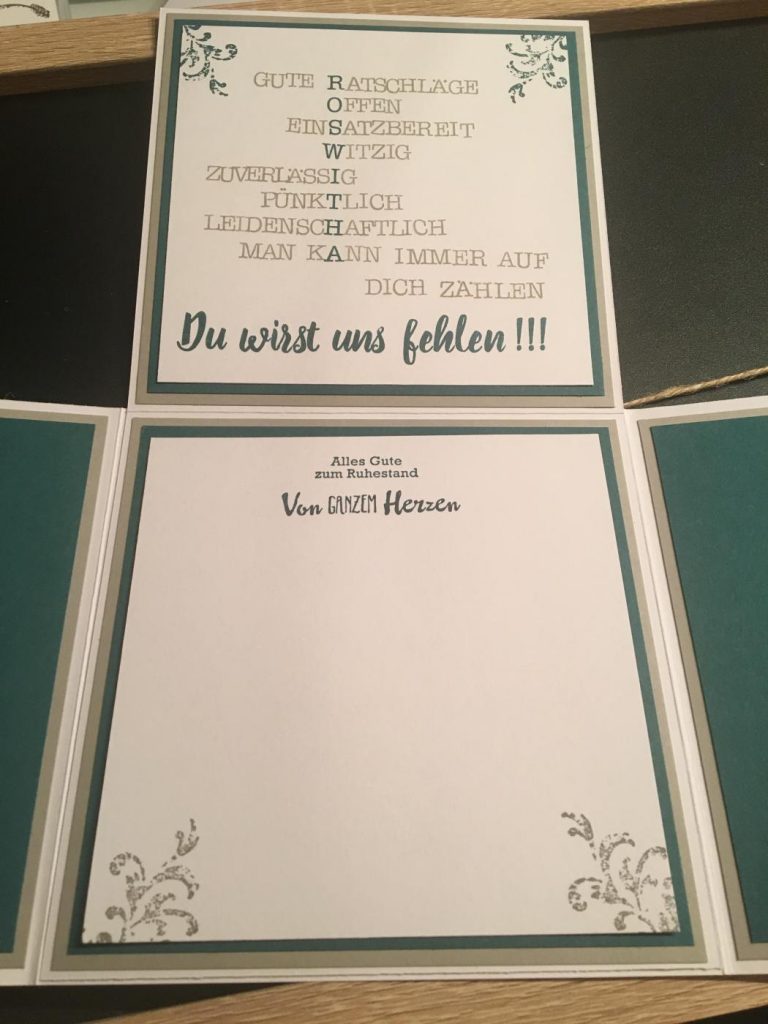 GUTE RATSCHLÄGE
OFFEN
EINSATZBEREIT
WITZIG
ZUVERLÄSSIG
PÜNKTLICH
LEIDENSCHAFTLICH
MAN KANN IMMER AUF
DICH ZÄHLEN
Du wirst uns fehlen!!!
Alles Gute
zum Ruhestand
Von GANZEM Herzen